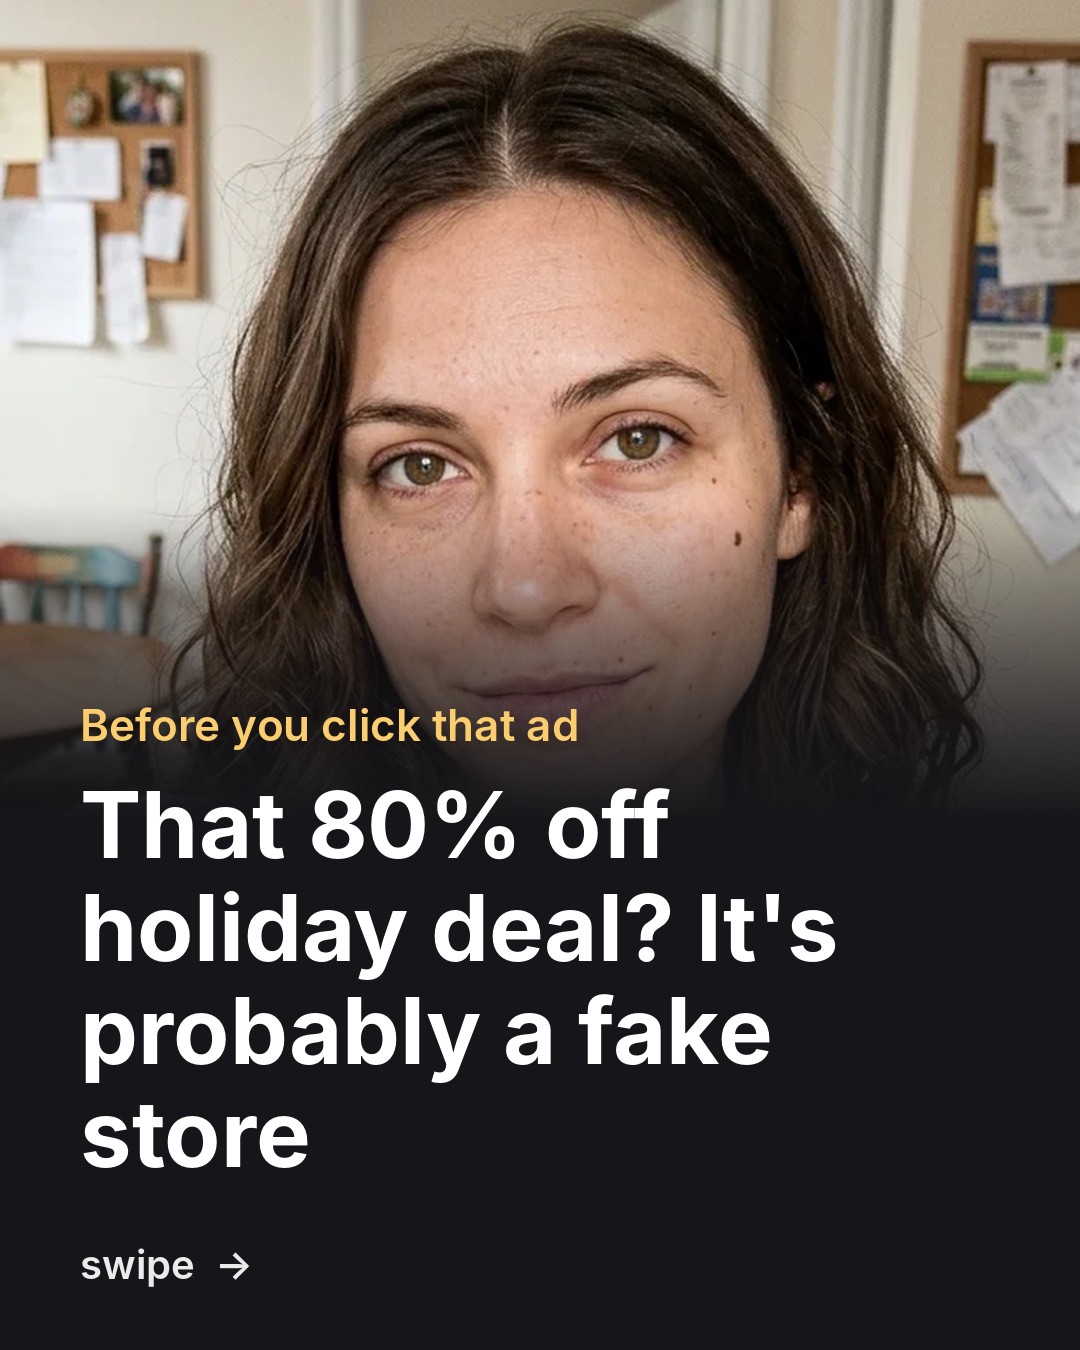 Before you click that ad
That 80% off
holiday deal? It's
probably a fake
store
swipe →